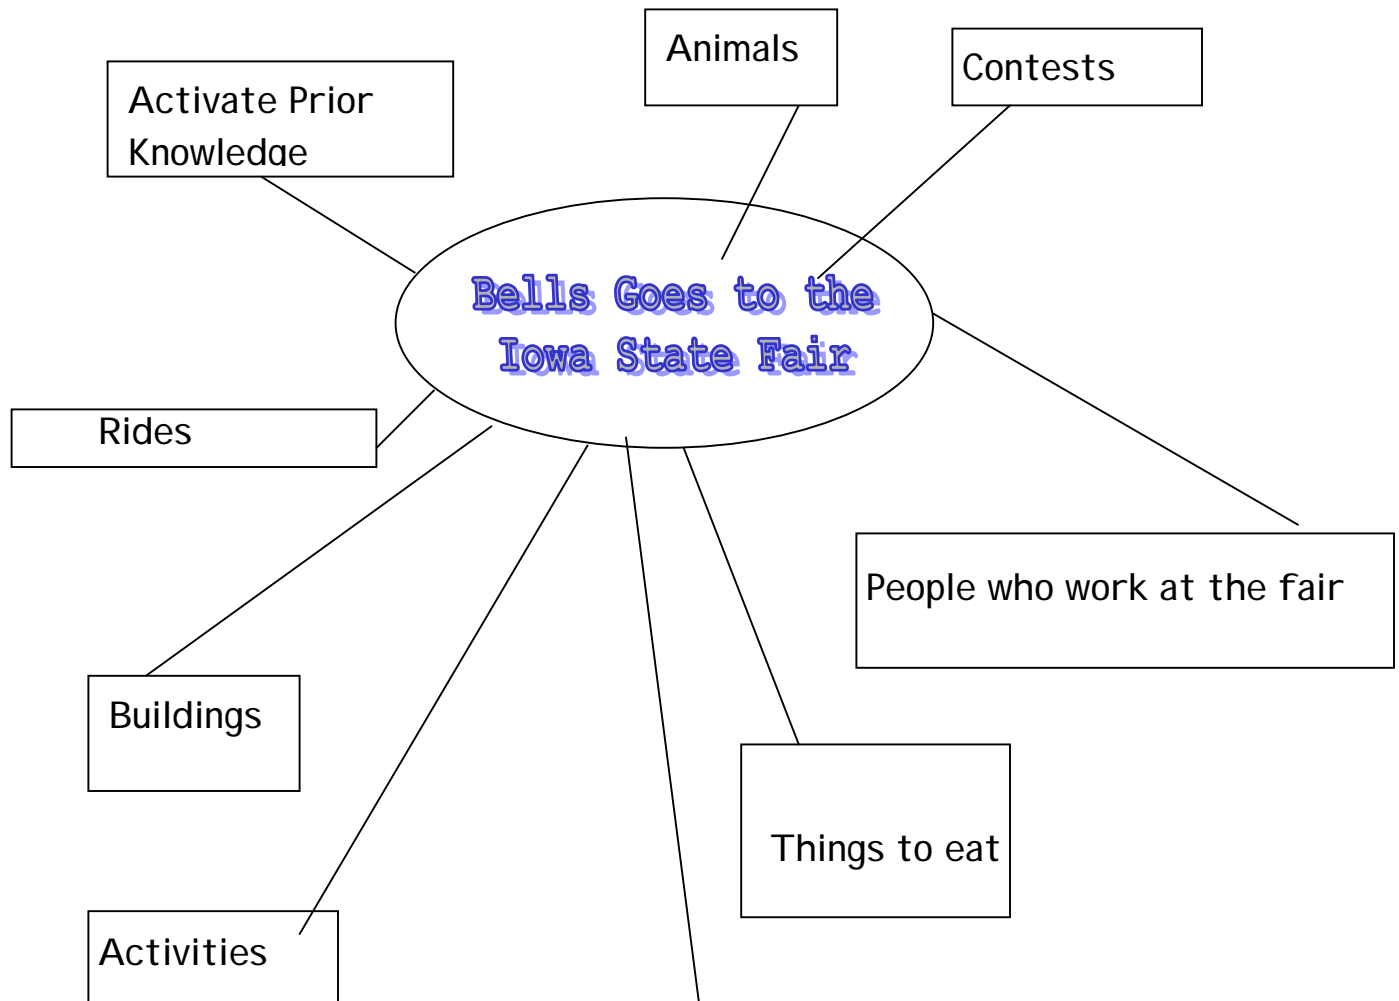 Animals
Contests
Activate Prior
Knowledge
Bells Goes to the
Iowa State Fair
Rides
People who work at the fair
Buildings
Things to eat
Activities